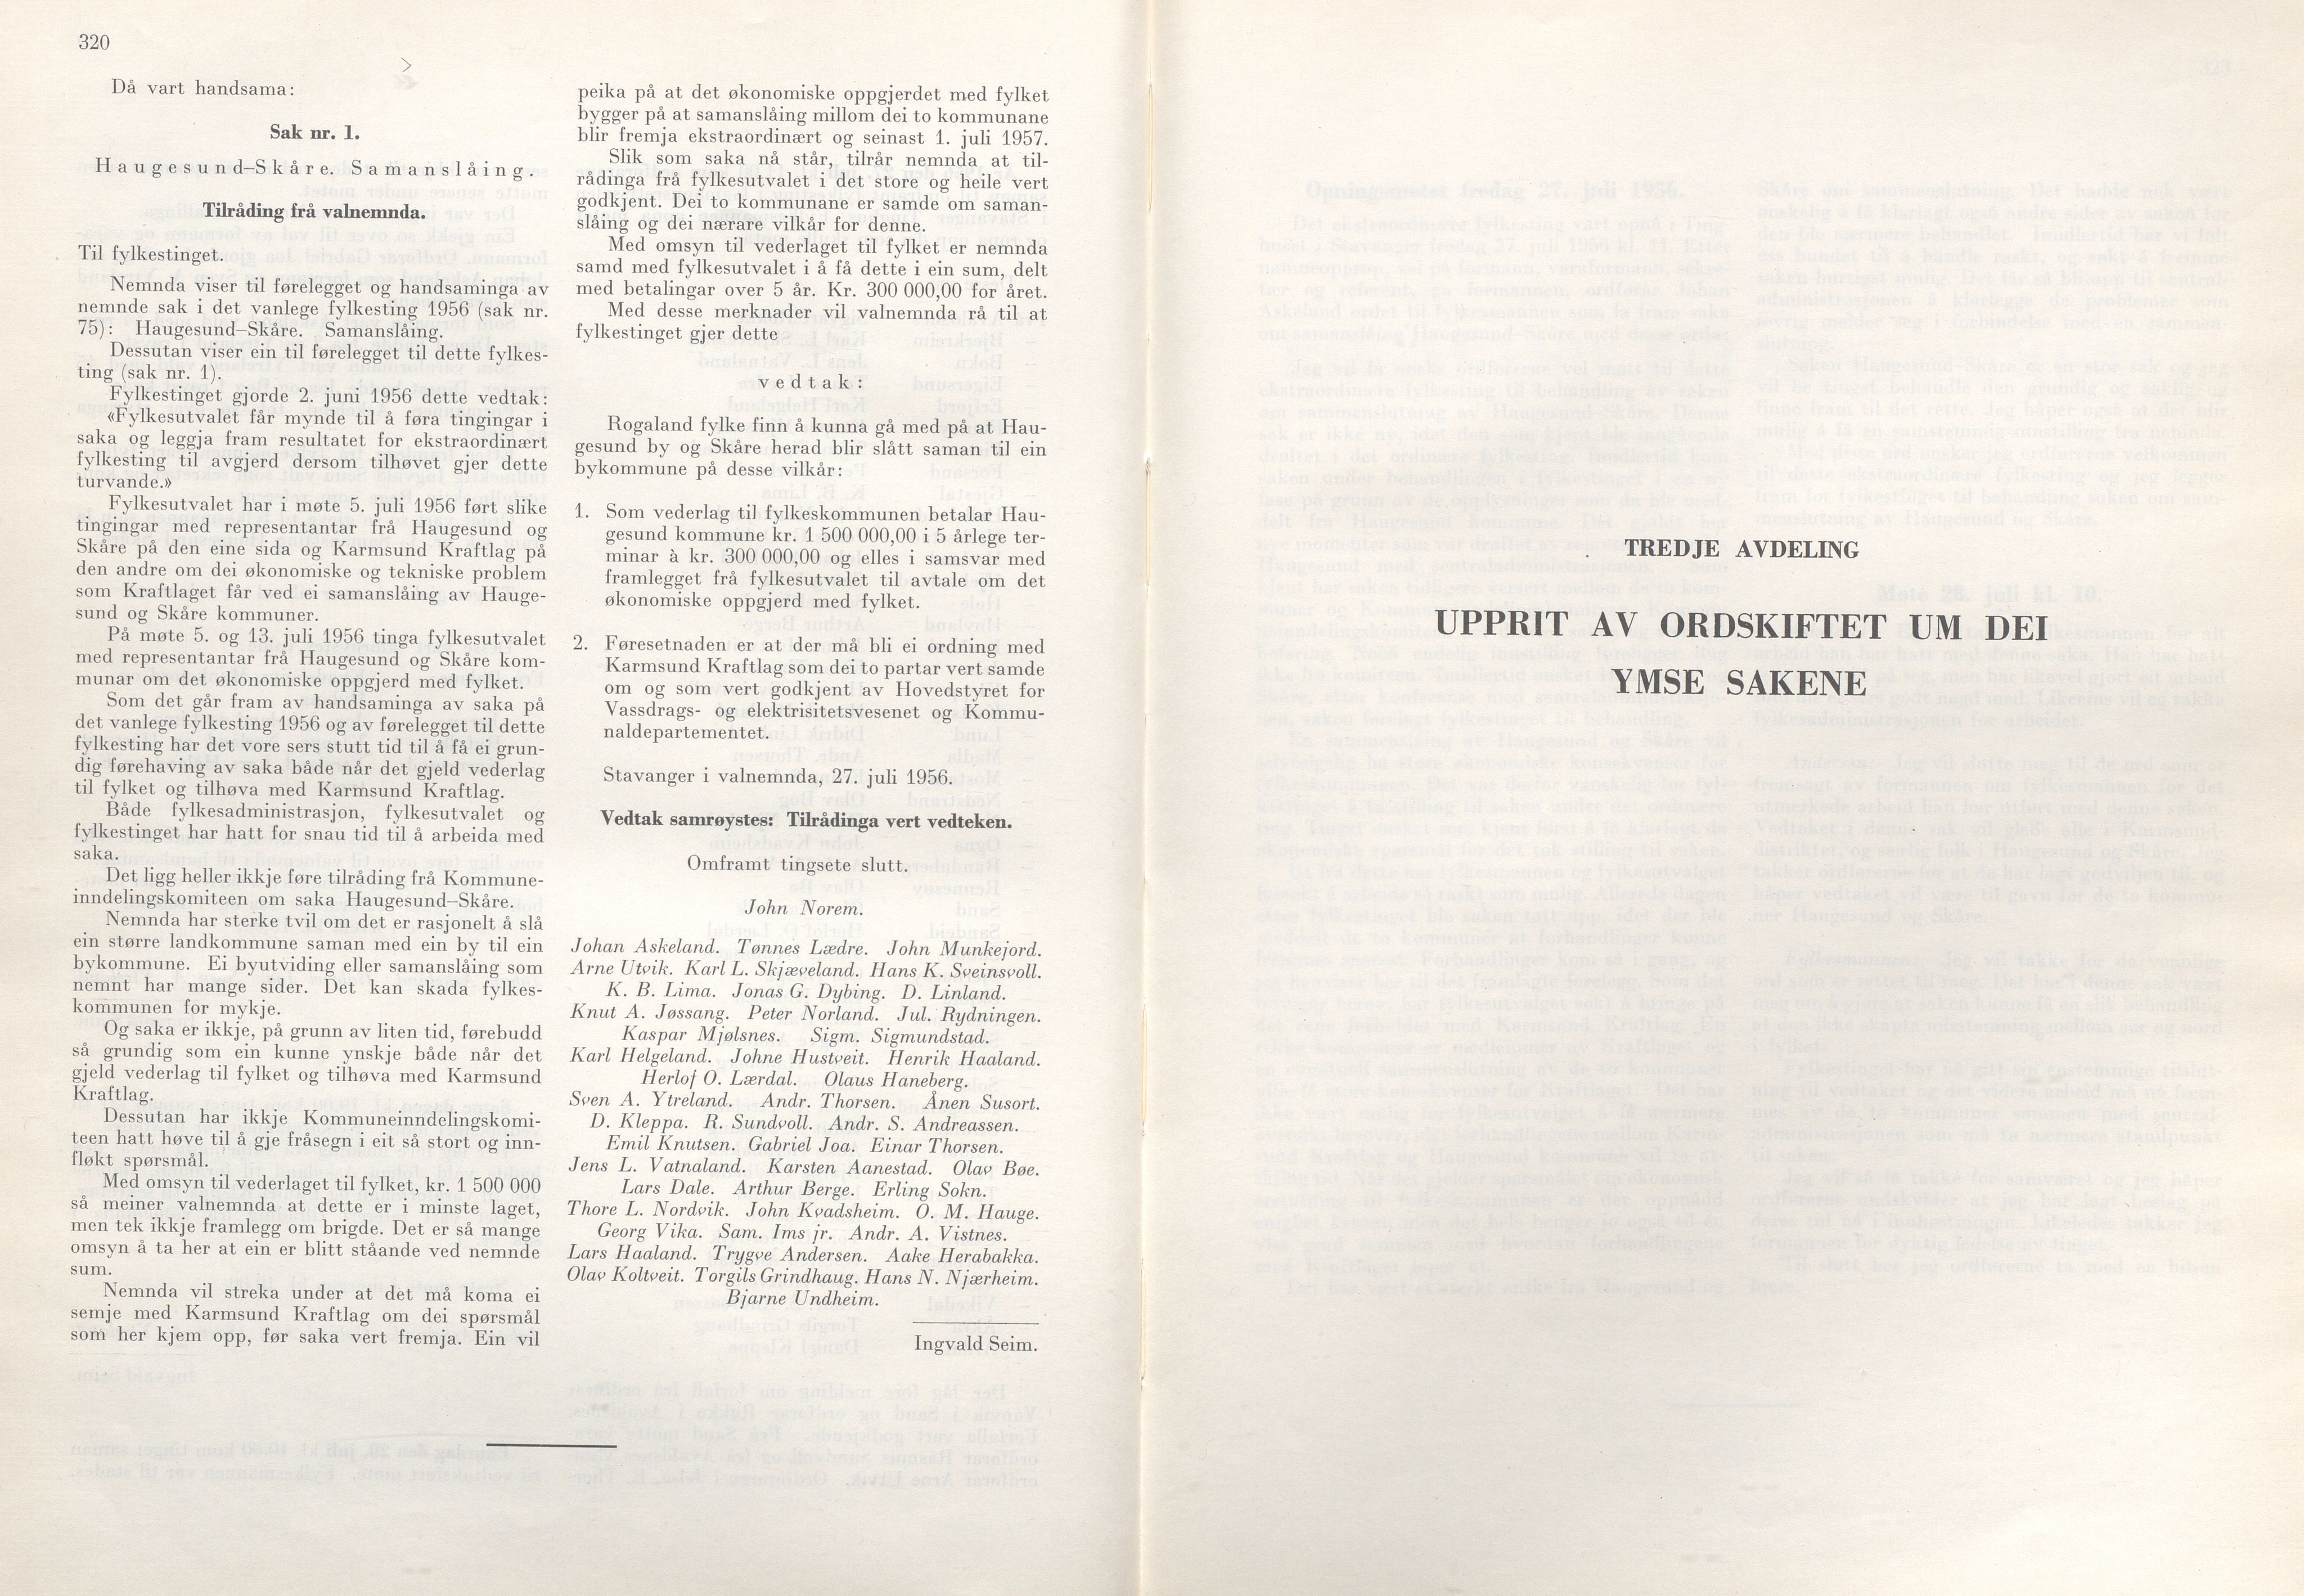 320
Då vart handsama:
Sak nr. 1.
Haugesund–Skåre. Samanslåing.
Tilråding frå valnemnda.
Til fylkestinget.
Nemnda viser til førelegget og handsaminga av
nemnde sak i det vanlege fylkesting 1956 (sak nr.
75): Haugesund–Skåre. Samanslåing.
Dessutan viser ein til førelegget til dette fylkes-
ting (sak nr. 1).
Fylkestinget gjorde 2. juni 1956 dette vedtak:
«Fylkesutvalet får mynde til å føra tingingar i
saka og leggja fram resultatet for ekstraordinært
fylkesting til avgjerd dersom tilhøvet gjer dette
turvande.»
Fylkesutvalet har i møte 5. juli 1956 ført slike
tingingar med representantar frå Haugesund og
Skåre på den eine sida og Karmsund Kraftlag på
den andre om dei økonomiske og tekniske problem
som Kraftlaget får ved ei samanslåing av Hauge-
sund og Skåre kommuner.
På møte 5. og 13. juli 1956 tinga fylkesutvalet
med representantar frå Haugesund og Skåre kom-
munar om det økonomiske oppgjerd med fylket.
Som det går fram av handsaminga av saka på
det vanlege fylkesting 1956 og av førelegget til dette
fylkesting har det vore sers stutt tid til å få ei grun-
dig førehaving av saka både når det gjeld vederlag
til fylket og tilhøva med Karmsund Kraftlag.
Både fylkesadministrasjon, fylkesutvalet og
fylkestinget har hatt for snau tid til å arbeida med
saka.
Det ligg heller ikkje føre tilråding frå Kommune-
inndelingskomiteen om saka Haugesund–Skåre.
Nemnda har sterke tvil om det er rasjonelt å slå
ein større landkommune saman med ein by til ein
bykommune. Ei byutviding eller samanslåing som
nemnt har mange sider. Det kan skada fylkes-
kommunen for mykje.
Og saka er ikkje, på grunn av liten tid, førebudd
så grundig som ein kunne ynskje både når det
gjeld vederlag til fylket og tilhøva med Karmsund
Kraftlag.
Dessutan har ikkje Kommuneinndelingskomi-
teen hatt høve til å gje fråsegn i eit så stort og inn-
fløkt spørsmål.
Med omsyn til vederlaget til fylket, kr. 1 500 000
så meiner valnemnda at dette er i minste laget,
men tek ikkje framlegg om brigde. Det er så mange
omsyn å ta her at ein er blitt ståande ved nemnde
sum.
Nemnda vil streka under at det må koma ei
semje med Karmsund Kraftlag om dei spørsmål
som her kjem opp, før saka vert fremja. Ein vil
peika på at det økonomiske oppgjerdet med fylket
bygger på at samanslåing millom dei to kommunane
blir fremja ekstraordinært og seinast 1. juli 1957.
Slik som saka nå står, tilrår nemnda at til-
rådinga frå fylkesutvalet i det store og heile vert
godkjent. Dei to kommunane er samde om saman-
slåing og dei nærare vilkår for denne.
Med omsyn til vederlaget til fylket er nemnda
samd med fylkesutvalet i å få dette i ein sum, delt
med betalingar over 5 år. Kr. 300 000,00 for året.
Med desse merknader vil valnemnda rå til at
fylkestinget gjer dette
vedtak:
Rogaland fylke finn å kunna gå med på at Hau-
gesund by og Skåre herad blir slått saman til ein
bykommune på desse vilkår:
1. Som vederlag til fylkeskommunen betalar Hau-
gesund kommune kr. 1 500 000,00 i 5 årlege ter-
minar à kr. 300 000,00 og elles i samsvar med
framlegget frå fylkesutvalet til avtale om det
økonomiske oppgjerd med fylket.
2. Føresetnaden er at der må bli ei ordning med
Karmsund Kraftlag som dei to partar vert samde
om og som vert godkjent av Hovedstyret for
Vassdrags- og elektrisitetsvesenet og Kommu-
naldepartementet.
Stavanger i valnemnda, 27. juli 1956.
Vedtak samrøystes: Tilrådinga vert vedteken.
Omframt tingsete slutt.
John Norem.
Johan Askeland. Tønnes Lædre. John Munkejord.
Arne Utvik. Karl L. Skjæveland. Hans K. Sveinsvoll.
K. B. Lima. Jonas G. Dybing. D. Linland.
Knut A. Jøssang. Peter Norland. Jul. Rydningen.
Kaspar Mjølsnes. Sigm. Sigmundstad.
Karl Helgeland. Johne Hustveit. Henrik Haaland.
Herlof O. Lærdal. Olaus Haneberg.
Sven A. Ytreland. Andr. Thorsen. Ånen Susort.
D. Kleppa. R. Sundvoll. Andr. S. Andreassen.
Emil Knutsen. Gabriel Joa. Einar Thorsen.
Jens L. Vatnaland. Karsten Aanestad. Olav Bøe.
Lars Dale. Arthur Berge. Erling Sokn.
Thore L. Nordvik. John Kvadsheim. O. M. Hauge.
Georg Vika. Sam. Ims jr. Andr. A. Vistnes.
Lars Haaland. Trygve Andersen. Aake Herabakka.
Olav Koltveit. Torgils Grindhaug. Hans N. Njærheim.
Bjarne Undheim.
Ingvald Seim.
TREDJE AVDELING
UPPRIT AV ORDSKIFTET UM DEI
YMSE SAKENE